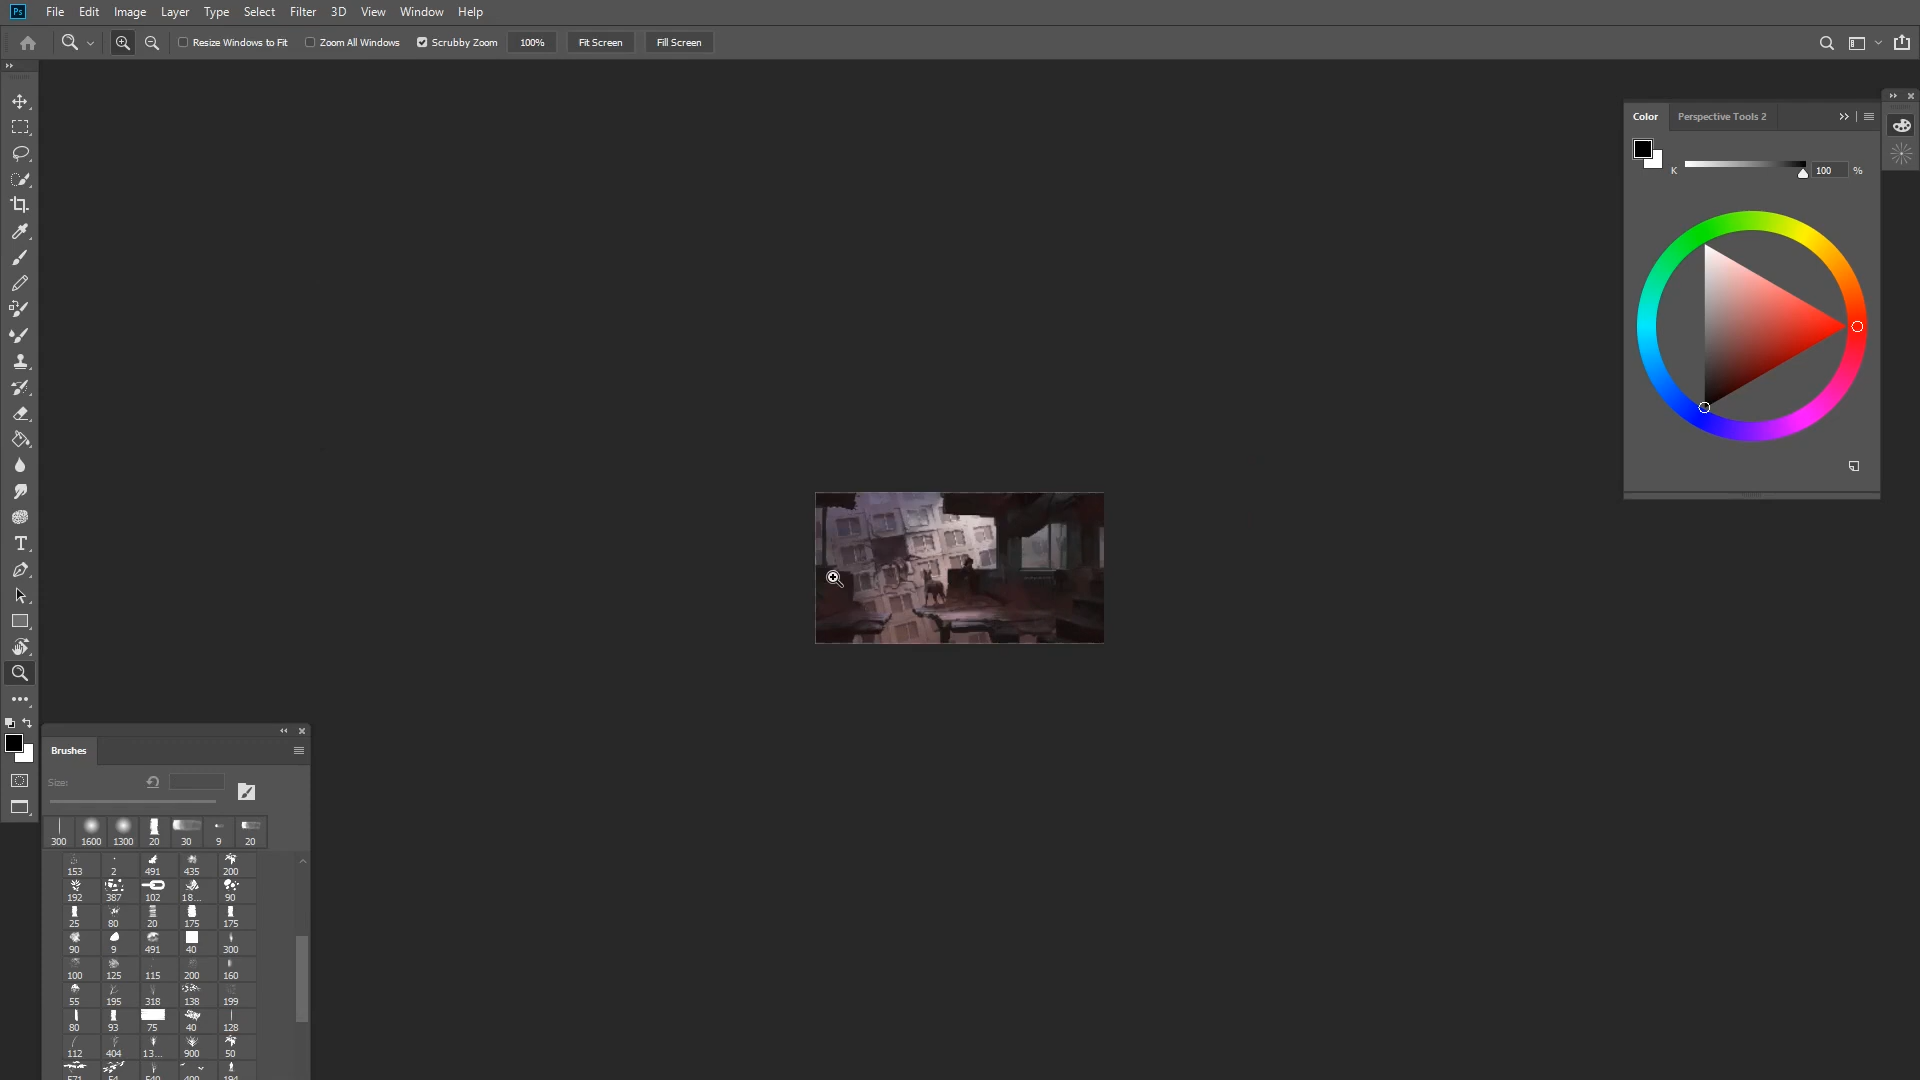 Ps File Edit Image Layer Type Select Filter 3D View Window Help
Resize Windows to Fit Zoom All Windows Scrubby Zoom 100% Fit Screen Fill Screen
Color Perspective Tools 2
K 100 %
Brushes
Size:
300 1600 1300 20 30 9 20
153 2 491 435 200
192 387 102 18... 90
25 80 20 175 175
90 9 491 40 300
100 125 115 200 160
55 195 318 138 199
80 93 75 40 128
112 404 13... 900 50